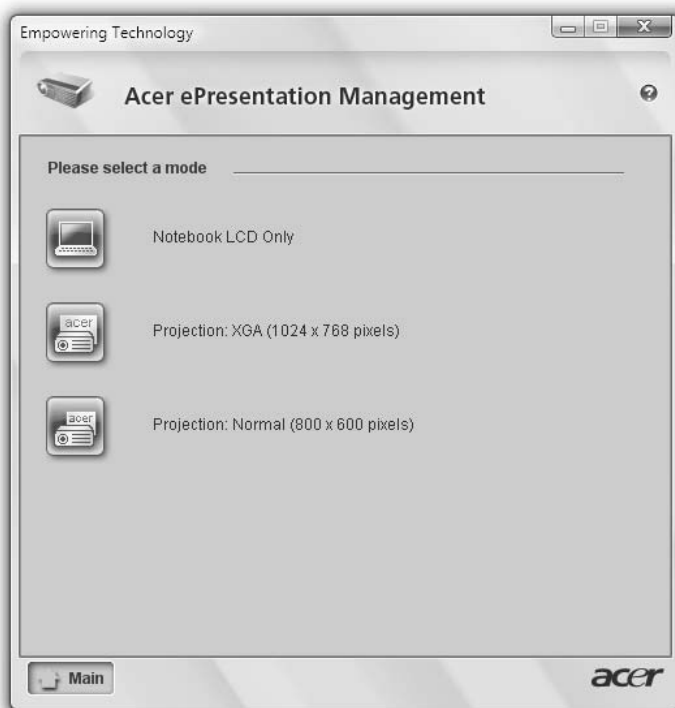 Empowering Technology
Acer ePresentation Management
?
Please select a mode
Notebook LCD Only
acer
Projection: XGA (1024 x 768 pixels)
acer
Projection: Normal (800 x 600 pixels)
Main
acer